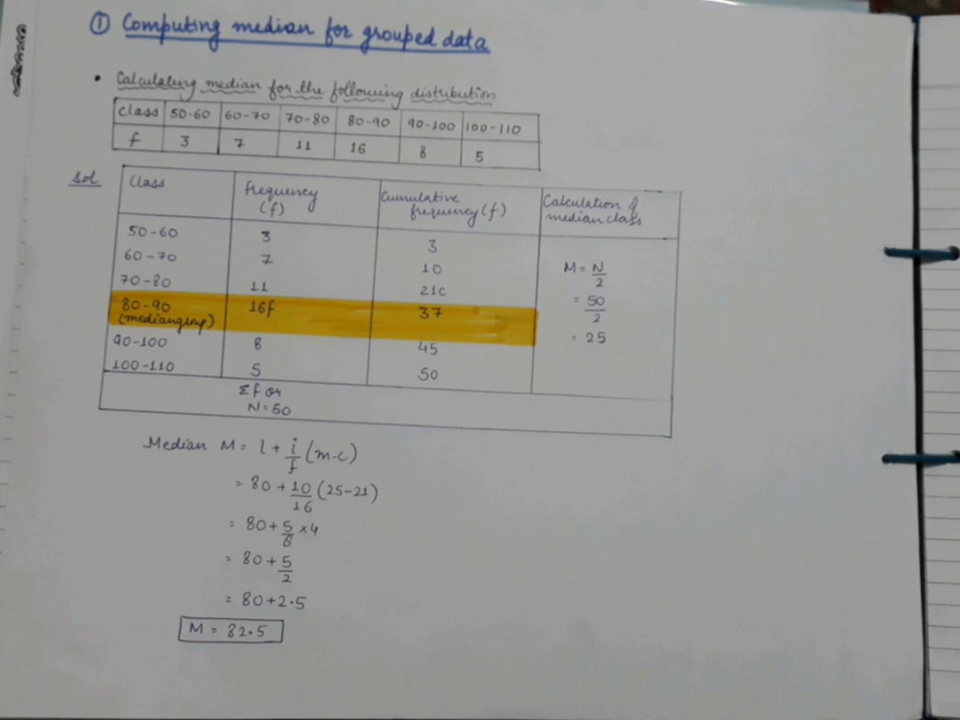 ① Computing median for grouped data
• Calculating median for the following distribution
Class 50-60 60-70 70-80 80-90 90-100 100-110
f 3 7 11 16 8 5
Sol
Class frequency (f) Cumulative frequency (f) Calculation of median class
50-60 3 3
60-70 7 10 M = N/2
70-80 11 21c = 50/2
80-90 16f 37
(median group) = 25
90-100 8 45
100-110 5 50
Σf or
N=50
Median M = l + i/f (m-c)
= 80 + 10/16 (25-21)
= 80 + 5/8 × 4
= 80 + 5/2
= 80 + 2.5
M = 82.5